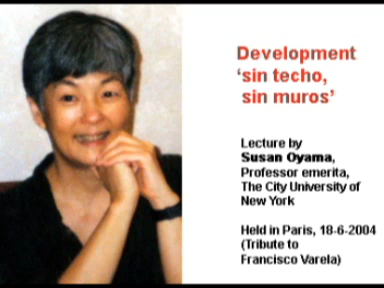 Development
‘sin techo,
sin muros’
Lecture by
Susan Oyama,
Professor emerita,
The City University of
New York
Held in Paris, 18-6-2004
(Tribute to
Francisco Varela)